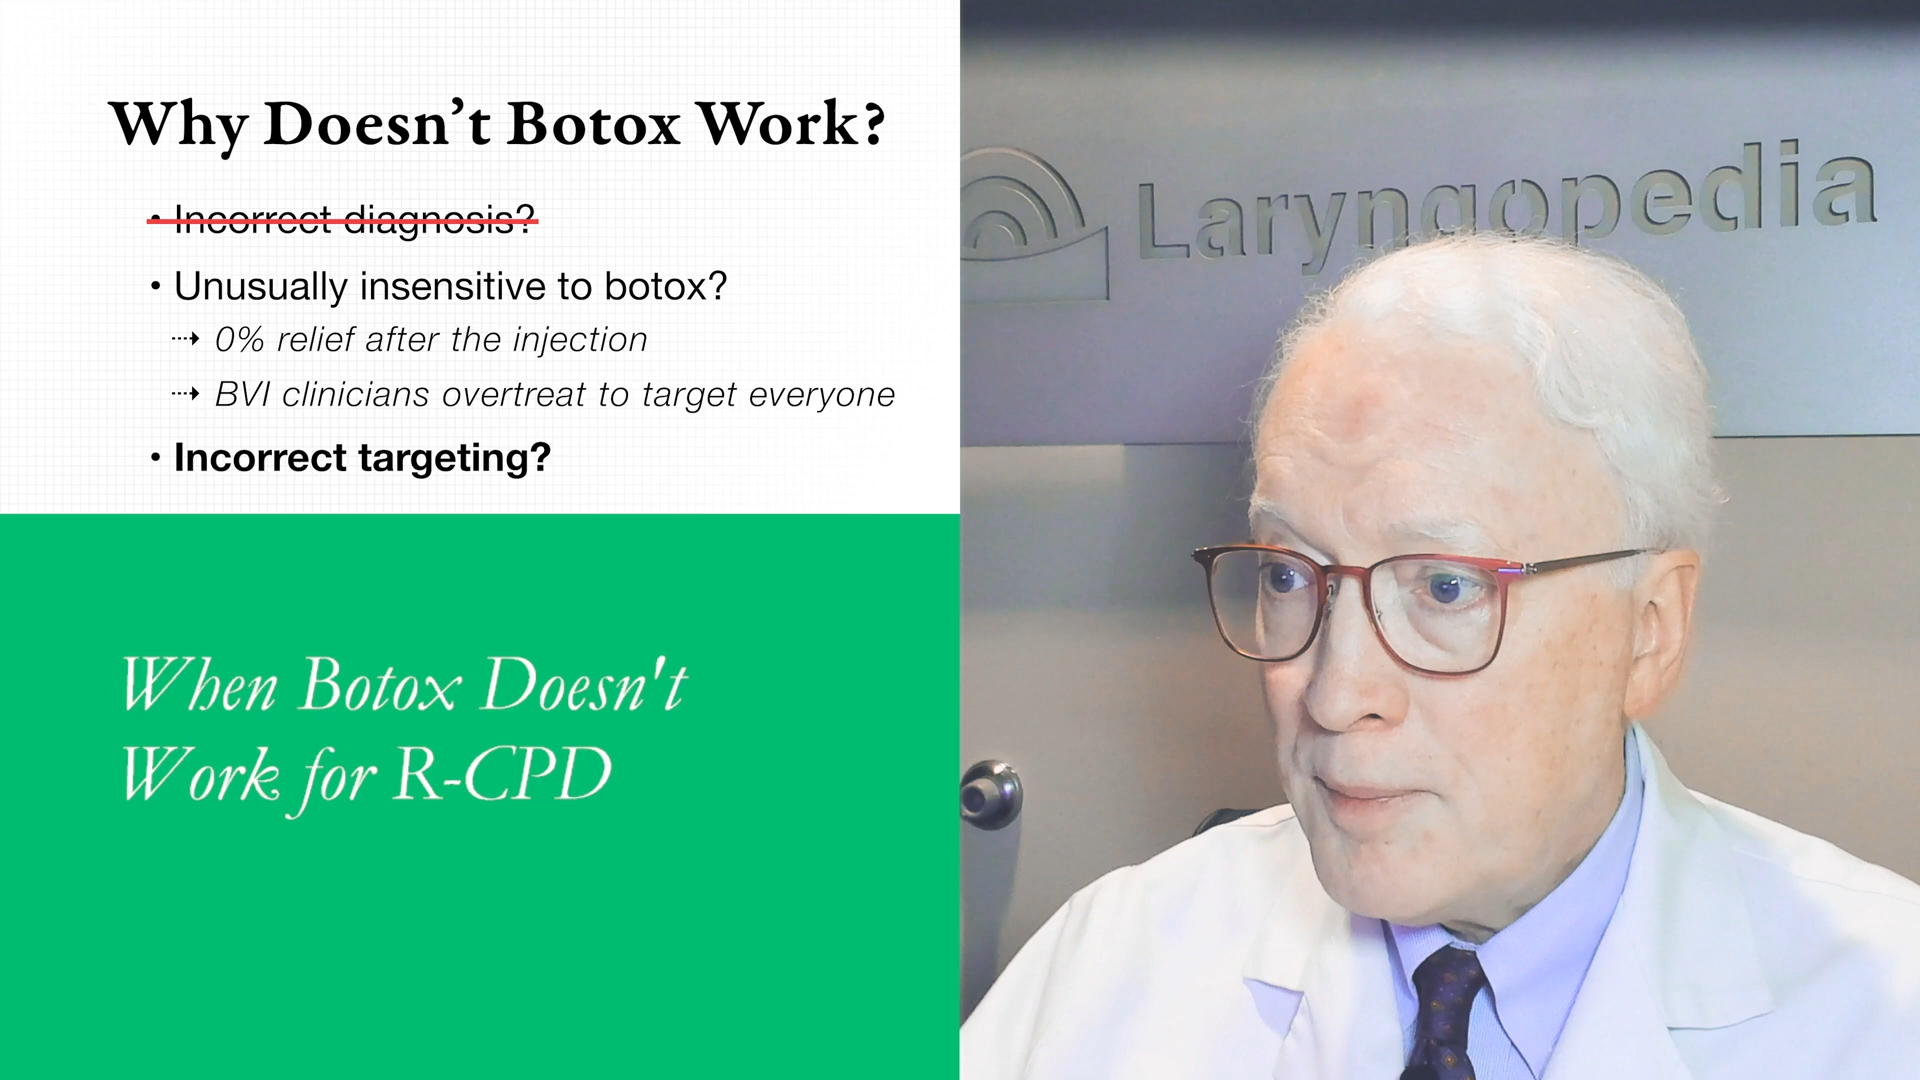 Why Doesn’t Botox Work?
• Incorrect diagnosis?
• Unusually insensitive to botox?
⇢ 0% relief after the injection
⇢ BVI clinicians overtreat to target everyone
• Incorrect targeting?
When Botox Doesn't
Work for R-CPD
Laryngopedia